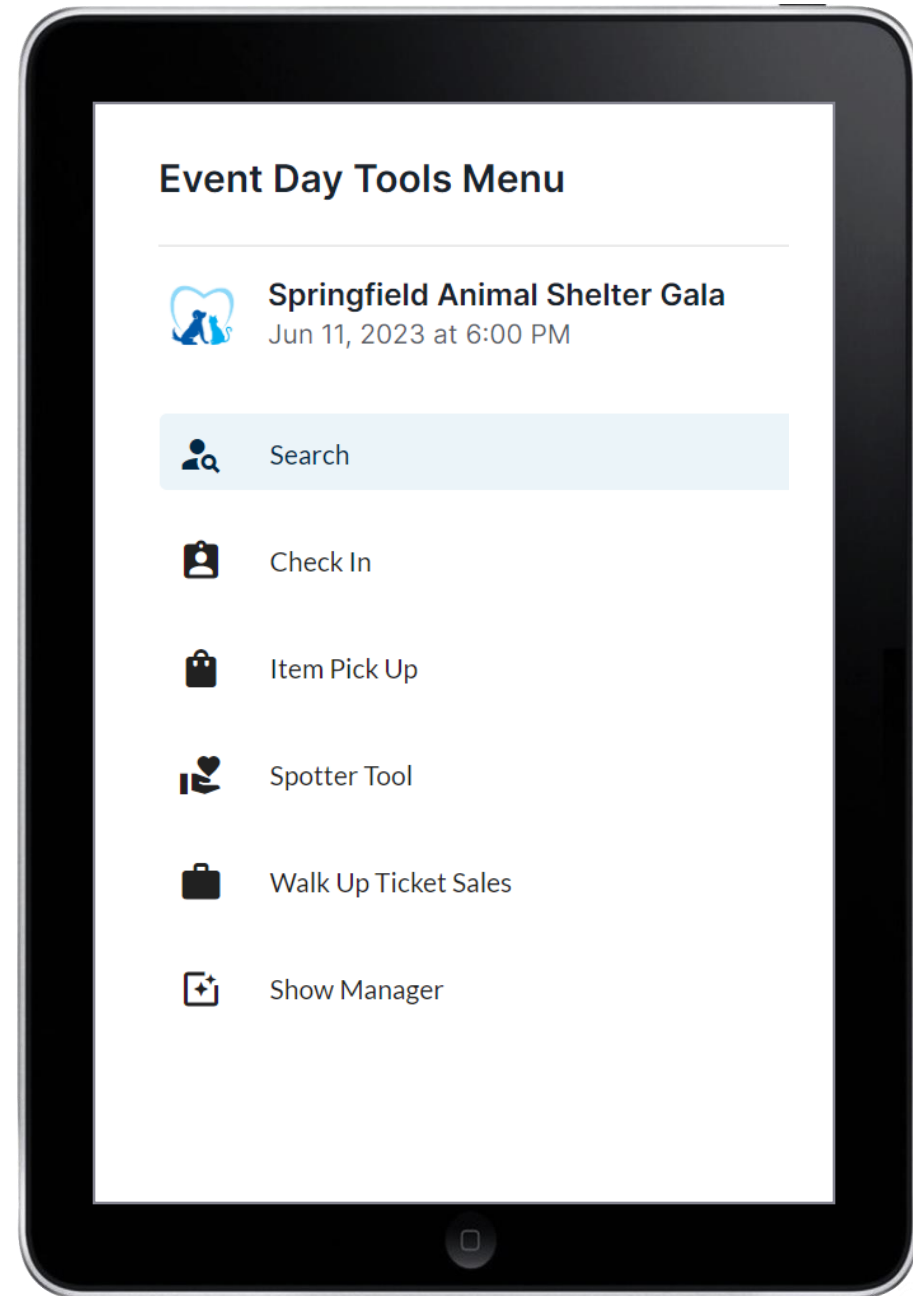 Event Day Tools Menu
Springfield Animal Shelter Gala
Jun 11, 2023 at 6:00 PM
Search
Check In
Item Pick Up
Spotter Tool
Walk Up Ticket Sales
Show Manager